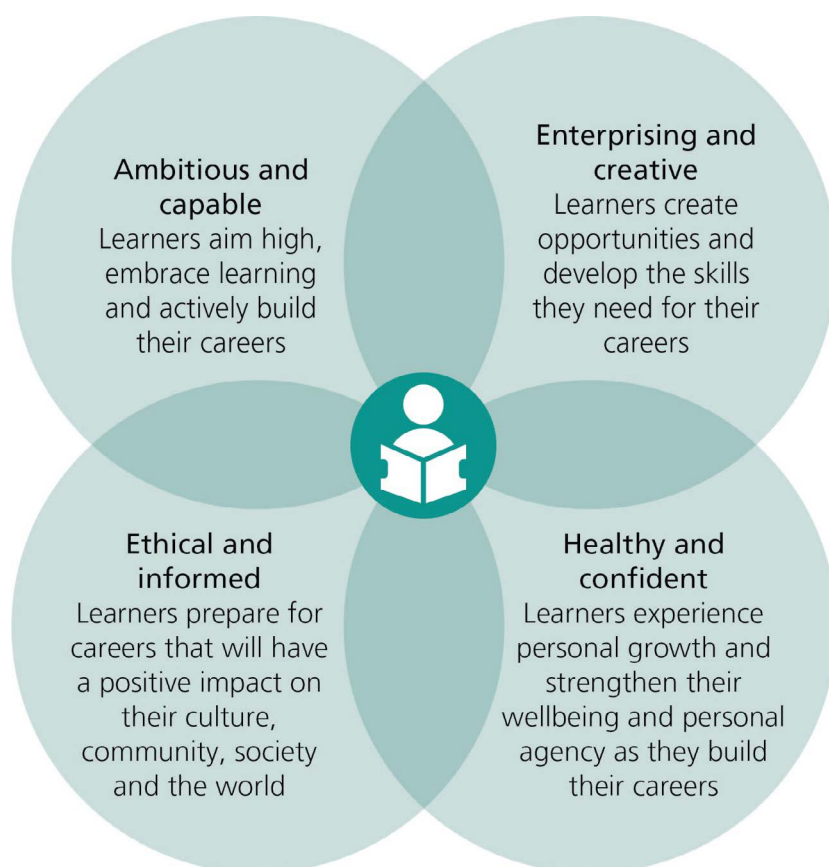 Ambitious and
capable
Learners aim high,
embrace learning
and actively build
their careers
Enterprising and
creative
Learners create
opportunities and
develop the skills
they need for their
careers
Ethical and
informed
Learners prepare for
careers that will have
a positive impact on
their culture,
community, society
and the world
Healthy and
confident
Learners experience
personal growth and
strengthen their
wellbeing and personal
agency as they build
their careers